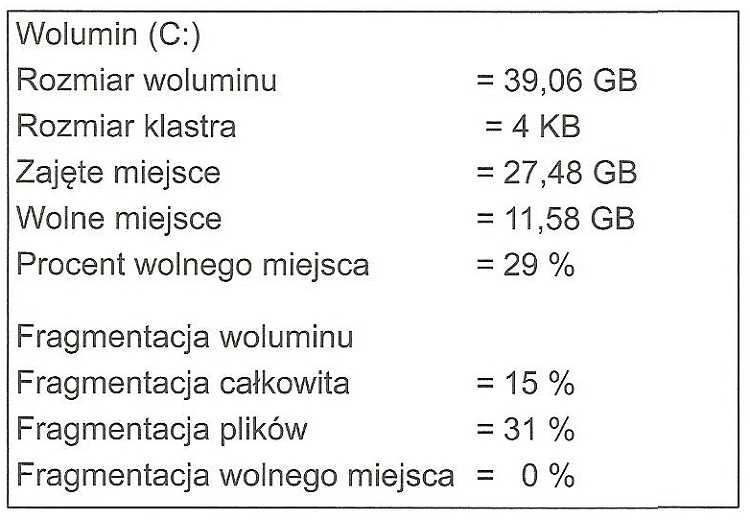 Wolumin (C:)
Rozmiar woluminu = 39,06 GB
Rozmiar klastra = 4 KB
Zajęte miejsce = 27,48 GB
Wolne miejsce = 11,58 GB
Procent wolnego miejsca = 29 %
Fragmentacja woluminu
Fragmentacja całkowita = 15 %
Fragmentacja plików = 31 %
Fragmentacja wolnego miejsca = 0 %